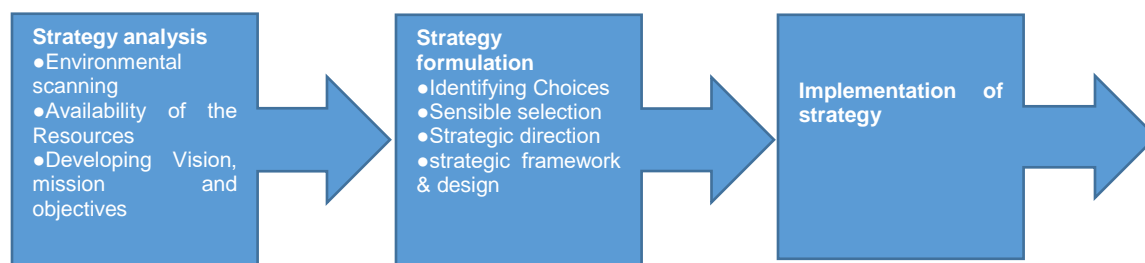 Strategy analysis
●Environmental
scanning
●Availability of the
Resources
●Developing Vision,
mission and
objectives
Strategy
formulation
●Identifying Choices
●Sensible selection
●Strategic direction
●strategic framework
& design
Implementation of
strategy